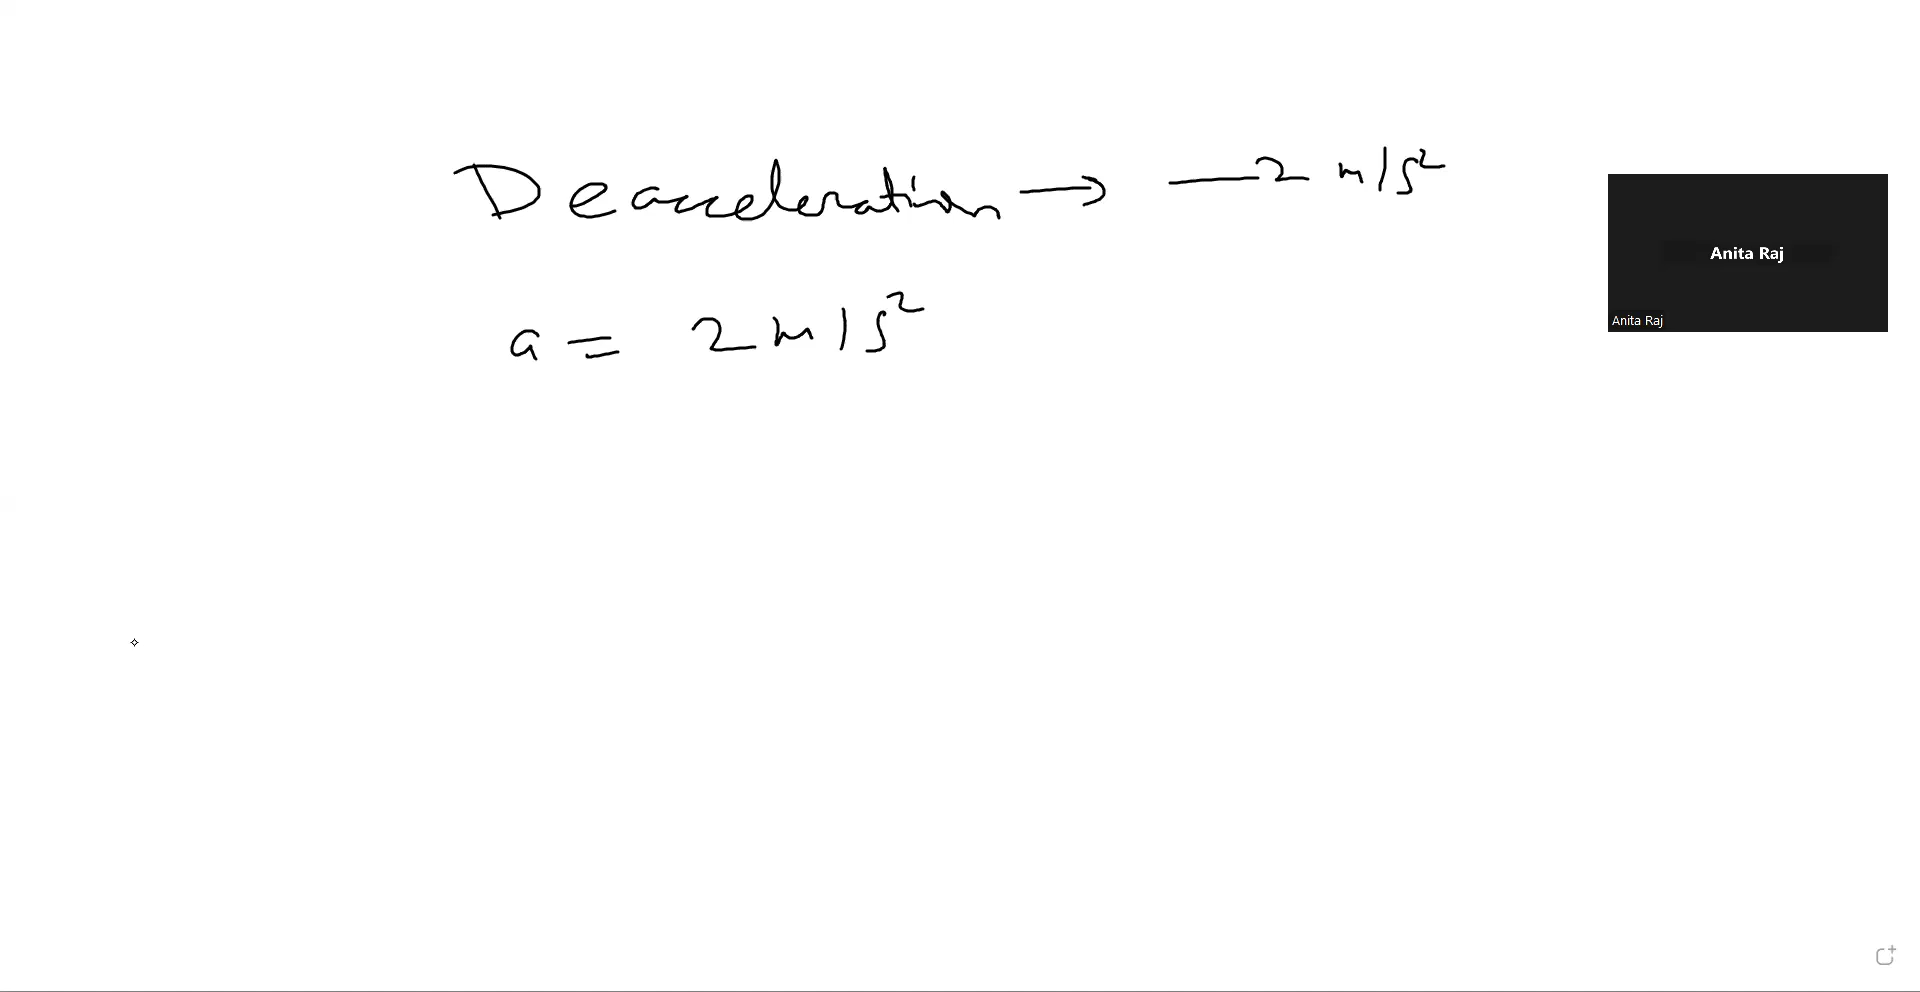 Deacceleration → -2 m/s²
a = 2 m/s²
Anita Raj
Anita Raj